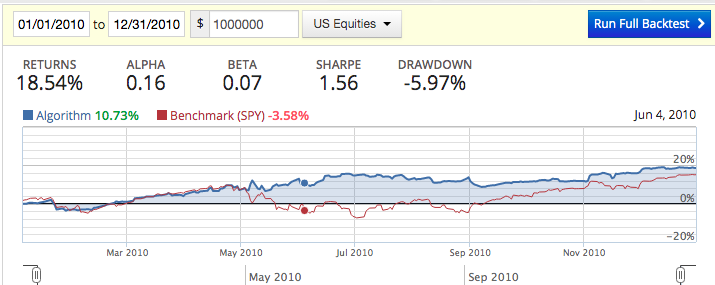 01/01/2010 to 12/31/2010 $ 1000000 US Equities Run Full Backtest
RETURNS ALPHA BETA SHARPE DRAWDOWN
18.54% 0.16 0.07 1.56 -5.97%
Algorithm 10.73% Benchmark (SPY) -3.58% Jun 4, 2010
20%
0%
-20%
Mar 2010 May 2010 Jul 2010 Sep 2010 Nov 2010
May 2010 Sep 2010